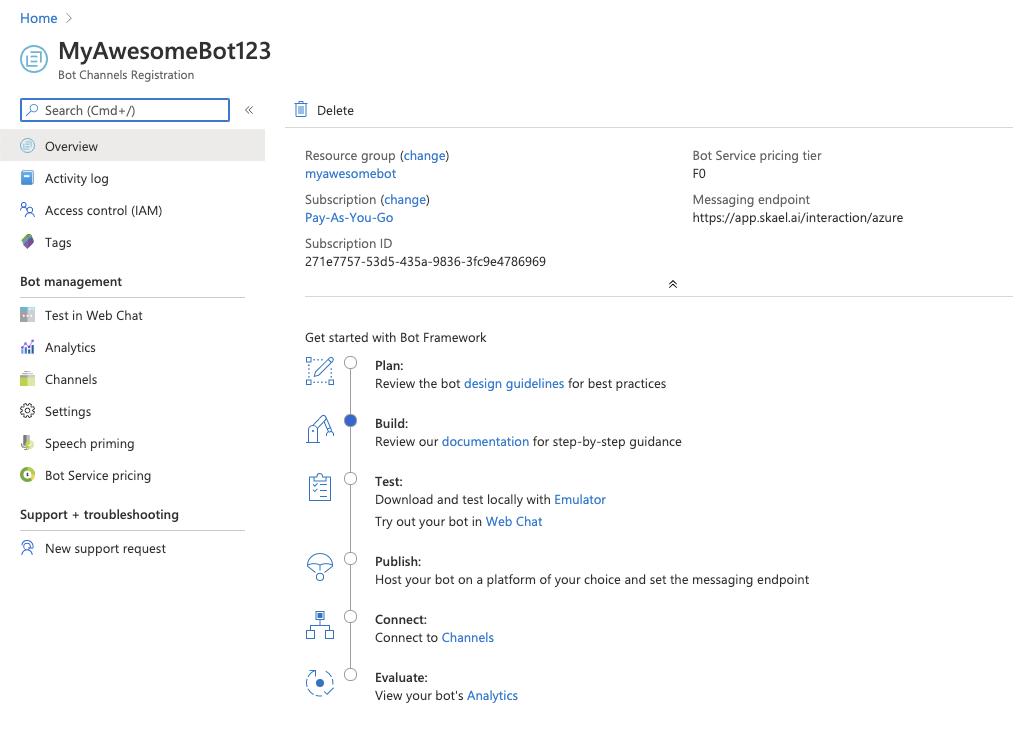 Home
MyAwesomeBot123
Bot Channels Registration
Search (Cmd+/)
Overview
Activity log
Access control (IAM)
Tags
Bot management
Test in Web Chat
Analytics
Channels
Settings
Speech priming
Bot Service pricing
Support + troubleshooting
New support request
Delete
Resource group (change)
myawesomebot
Subscription (change)
Pay-As-You-Go
Subscription ID
271e7757-53d5-435a-9836-3fc9e4786969
Bot Service pricing tier
F0
Messaging endpoint
https://app.skael.ai/interaction/azure
Get started with Bot Framework
Plan:
Review the bot design guidelines for best practices
Build:
Review our documentation for step-by-step guidance
Test:
Download and test locally with Emulator
Try out your bot in Web Chat
Publish:
Host your bot on a platform of your choice and set the messaging endpoint
Connect:
Connect to Channels
Evaluate:
View your bot's Analytics